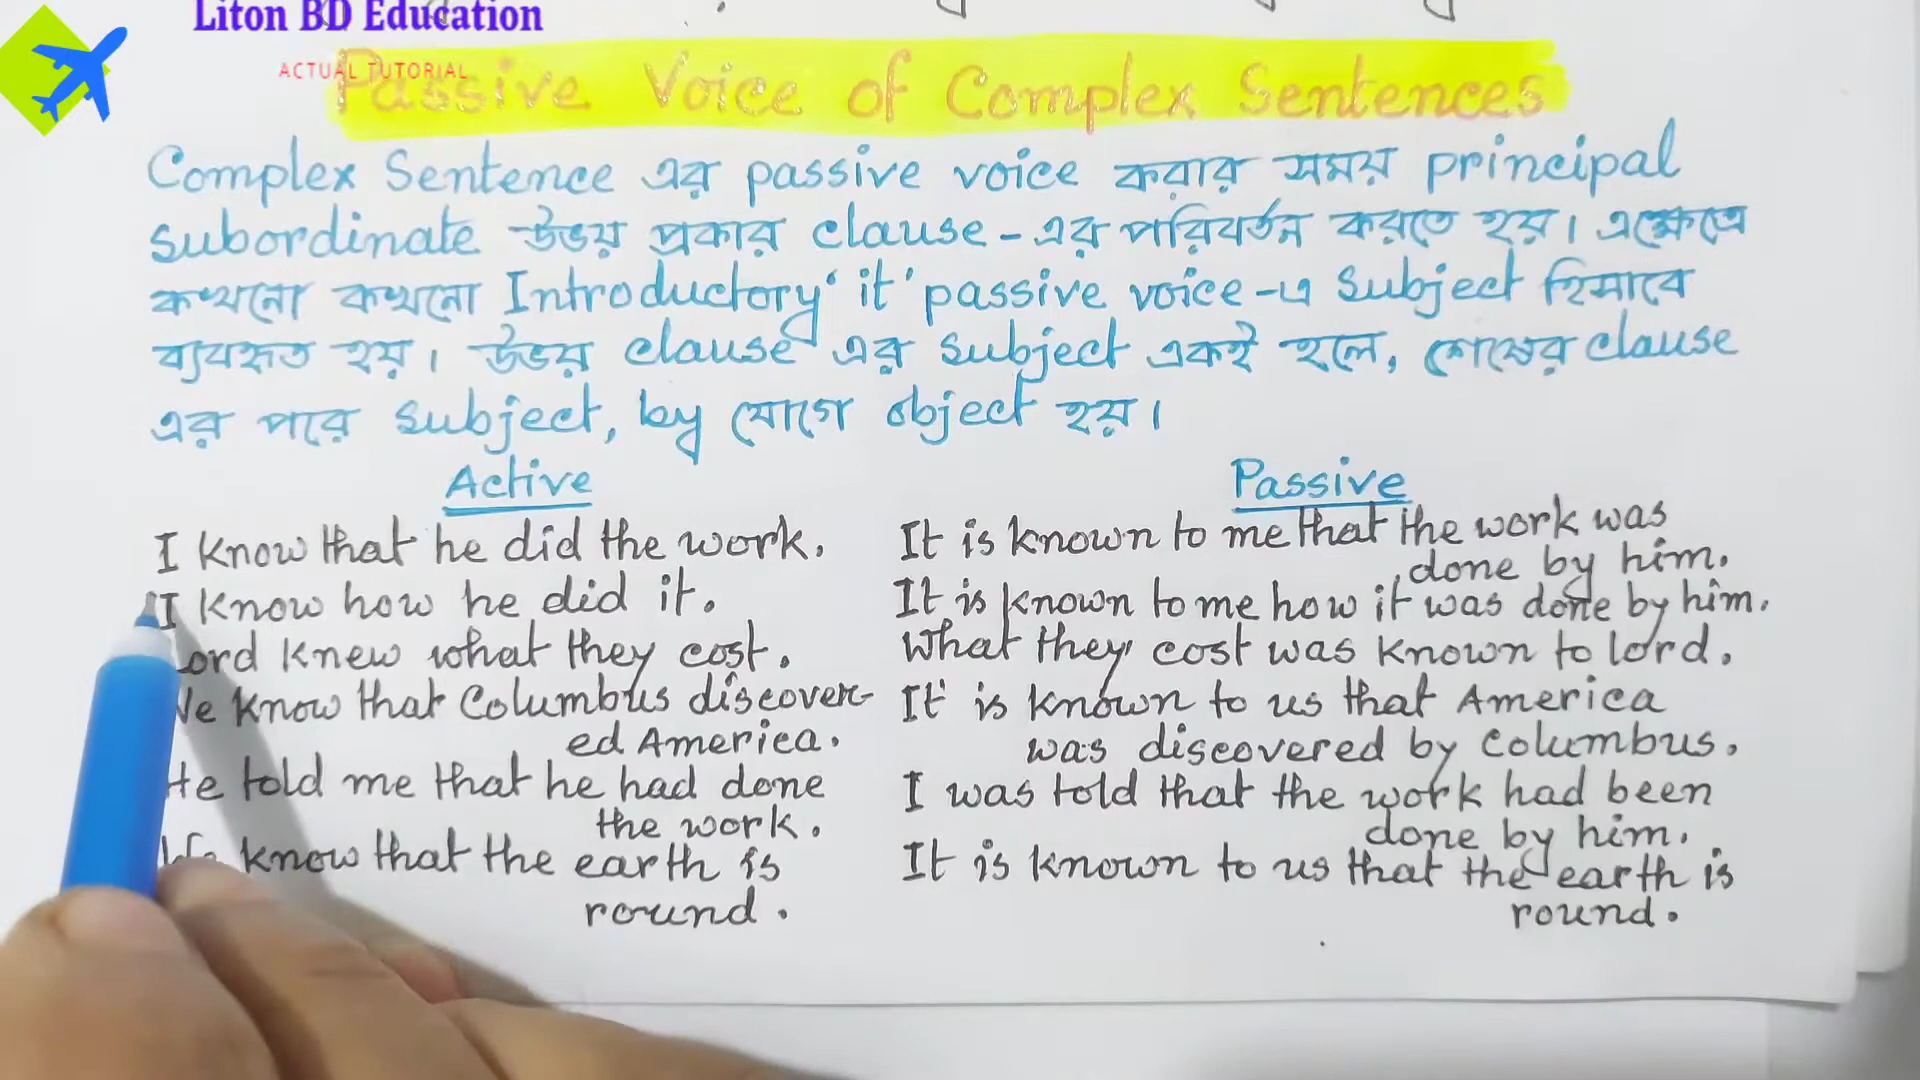 Liton BD Education
ACTUAL TUTORIAL
Passive Voice of Complex Sentences
Complex Sentence এর passive voice করার সময় principal
subordinate উভয় প্রকার clause-এর পরিবর্তন করতে হয়। এক্ষেত্রে
কখনো কখনো Introductory 'it' passive voice-এ subject হিসাবে
ব্যবহৃত হয়। উভয় clause এর subject একই হলে, শেষের clause
এর পরে subject, by যোগে object হয়।
Active
Passive
I know that he did the work.
It is known to me that the work was
done by him.
I know how he did it.
It is known to me how it was done by him.
Lord knew what they cost.
What they cost was known to lord.
We know that Columbus discover-
ed America.
It is known to us that America
was discovered by Columbus.
He told me that he had done
the work.
I was told that the work had been
done by him.
We know that the earth is
round.
It is known to us that the earth is
round.